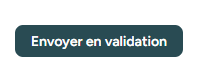 Envoyer en validation